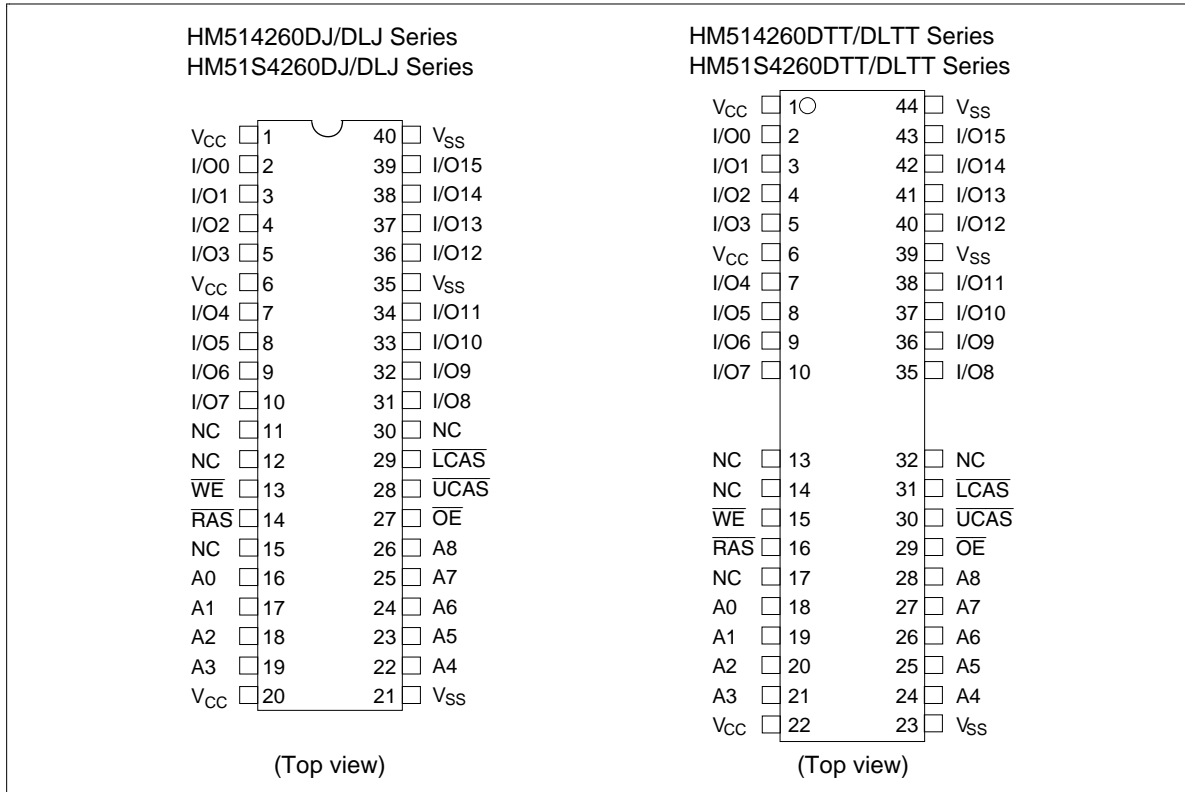 HM514260DJ/DLJ Series
HM51S4260DJ/DLJ Series
VCC 1 40 VSS
I/O0 2 39 I/O15
I/O1 3 38 I/O14
I/O2 4 37 I/O13
I/O3 5 36 I/O12
VCC 6 35 VSS
I/O4 7 34 I/O11
I/O5 8 33 I/O10
I/O6 9 32 I/O9
I/O7 10 31 I/O8
NC 11 30 NC
NC 12 29 LCAS
WE 13 28 UCAS
RAS 14 27 OE
NC 15 26 A8
A0 16 25 A7
A1 17 24 A6
A2 18 23 A5
A3 19 22 A4
VCC 20 21 VSS
(Top view)
HM514260DTT/DLTT Series
HM51S4260DTT/DLTT Series
VCC 1 44 VSS
I/O0 2 43 I/O15
I/O1 3 42 I/O14
I/O2 4 41 I/O13
I/O3 5 40 I/O12
VCC 6 39 VSS
I/O4 7 38 I/O11
I/O5 8 37 I/O10
I/O6 9 36 I/O9
I/O7 10 35 I/O8
NC 13 32 NC
NC 14 31 LCAS
WE 15 30 UCAS
RAS 16 29 OE
NC 17 28 A8
A0 18 27 A7
A1 19 26 A6
A2 20 25 A5
A3 21 24 A4
VCC 22 23 VSS
(Top view)